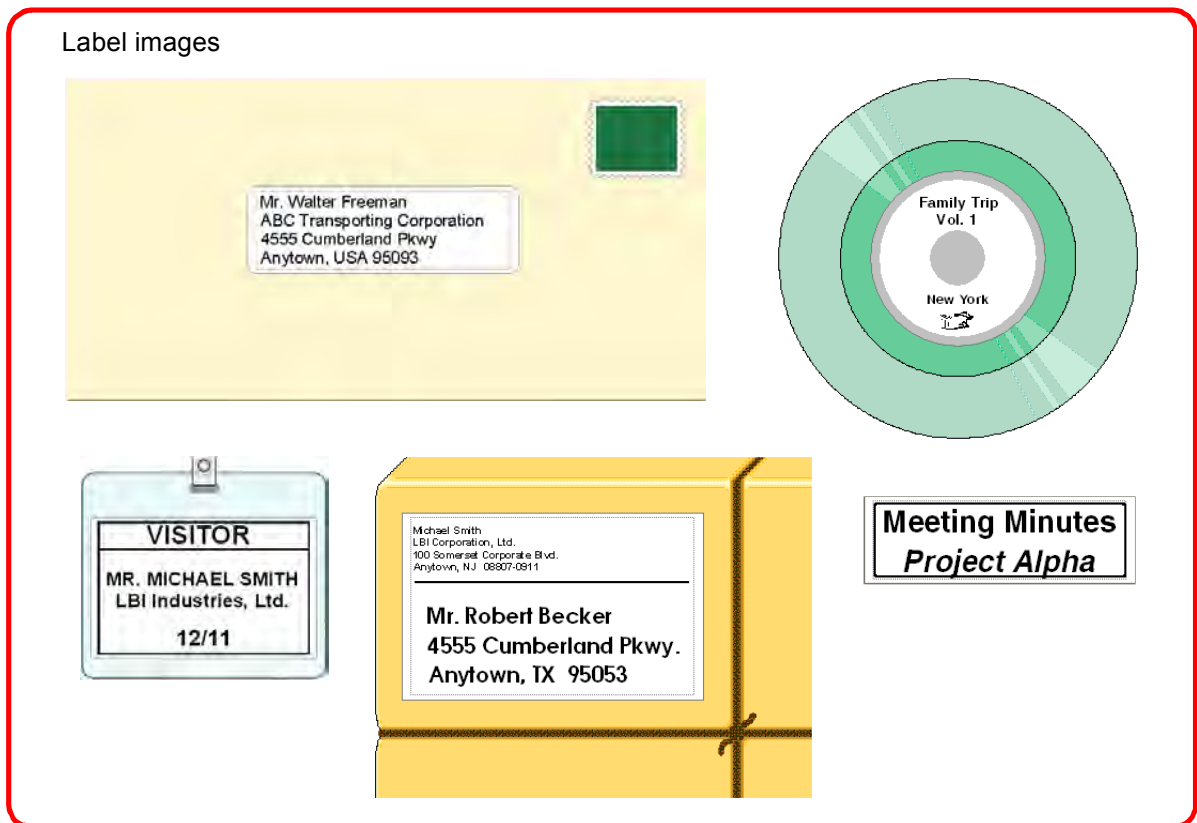 Label images
Mr. Walter Freeman
ABC Transporting Corporation
4555 Cumberland Pkwy
Anytown, USA 95093
Family Trip
Vol. 1
New York
VISITOR
MR. MICHAEL SMITH
LBI Industries, Ltd.
12/11
Michael Smith
LBI Corporation, Ltd.
100 Somerset Corporate Blvd.
Anytown, NJ 08807-0911
Mr. Robert Becker
4555 Cumberland Pkwy.
Anytown, TX 95053
Meeting Minutes
Project Alpha